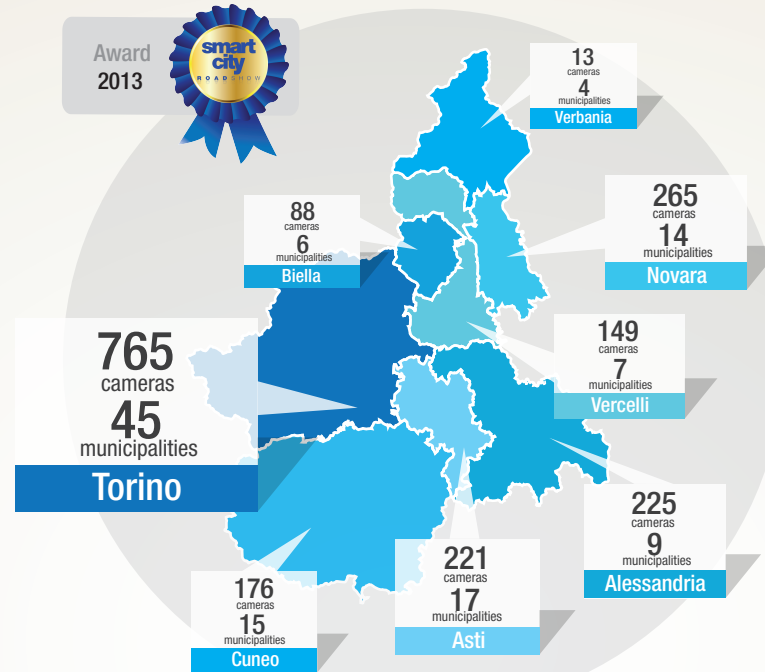 Award
2013
smart
city
ROADSHOW
13
cameras
4
municipalities
Verbania
88
cameras
6
municipalities
Biella
265
cameras
14
municipalities
Novara
765
cameras
45
municipalities
Torino
149
cameras
7
municipalities
Vercelli
225
cameras
9
municipalities
Alessandria
221
cameras
17
municipalities
Asti
176
cameras
15
municipalities
Cuneo